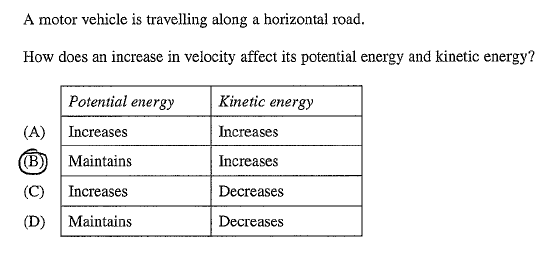 A motor vehicle is travelling along a horizontal road.
How does an increase in velocity affect its potential energy and kinetic energy?
Potential energy Kinetic energy
(A) Increases Increases
(B) Maintains Increases
(C) Increases Decreases
(D) Maintains Decreases